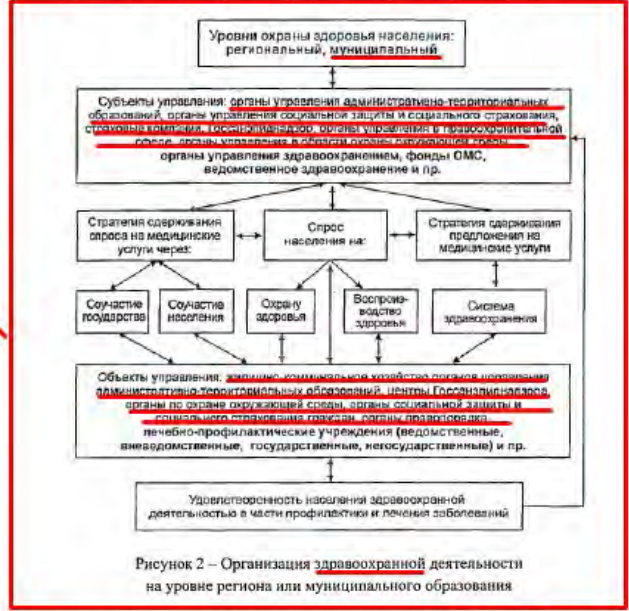 Уровни охраны здоровья населения:
региональный, муниципальный
Субъекты управления: органы управления административно-территориальных
образований, органы управления социальной защиты и социального страхования,
страховые компании, Госсанэпиднадзор, органы управления в правоохранительной
сфере, органы управления в области охраны окружающей среды,
органы управления здравоохранением, фонды ОМС,
ведомственное здравоохранение и пр.
Стратегия сдерживания
спроса на медицинские
услуги через:
Спрос
населения на:
Стратегия сдерживания
предложения на
медицинские услуги
Соучастие
государства
Соучастие
населения
Охрану
здоровья
Воспроиз-
водство
здоровья
Система
здравоохранения
Объекты управления: жилищно-коммунальное хозяйство органов управления
административно-территориальных образований, центры Госсанэпиднадзора,
органы по охране окружающей среды, органы социальной защиты и
социального страхования граждан, органы правопорядка,
лечебно-профилактические учреждения (ведомственные,
вневедомственные, государственные, негосударственные) и пр.
Удовлетворенность населения здравоохранной
деятельностью в части профилактики и лечения заболеваний
Рисунок 2 – Организация здравоохранной деятельности
на уровне региона или муниципального образования